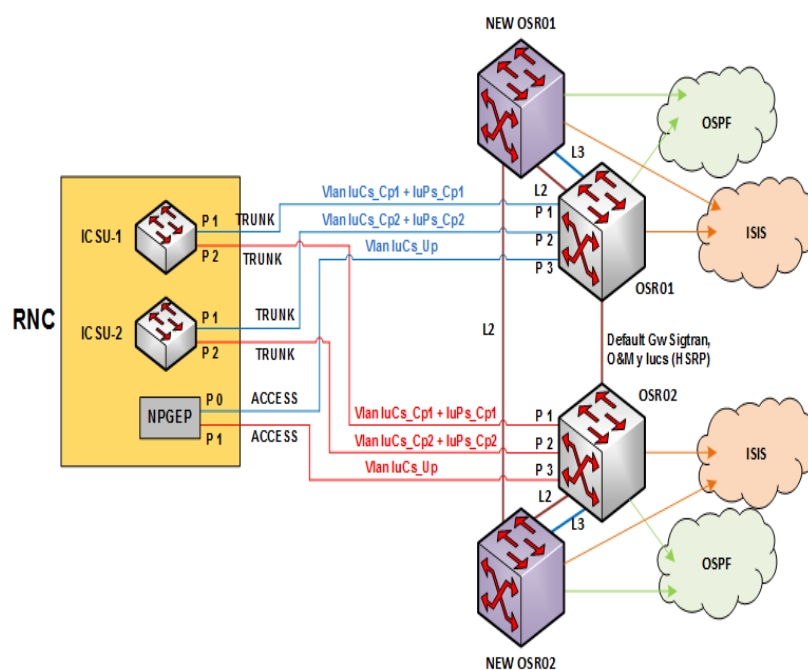 NEW OSR01
OSPF
L3
L2
Vlan IuCs_Cp1 + IuPs_Cp1
P 1
TRUNK
ICSU-1
Vlan IuCs_Cp2 + IuPs_Cp2
P 1
P 2
ISIS
P 2
TRUNK
Vlan IuCs_Up
P 3
OSR01
RNC
P 1
TRUNK
L2
ICSU-2
Default Gw Sigtran,
O&M y Iucs (HSRP)
P 2
TRUNK
OSR02
P 0
ACCESS
NPGEP
Vlan IuCs_Cp1 + IuPs_Cp1
P 1
P 1
ACCESS
Vlan IuCs_Cp2 + IuPs_Cp2
P 2
ISIS
Vlan IuCs_Up
P 3
L2
L3
OSPF
NEW OSR02